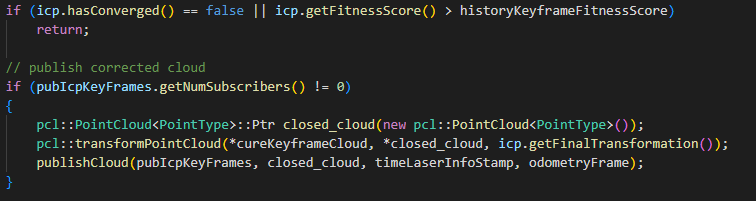 if (icp.hasConverged() == false || icp.getFitnessScore() > historyKeyframeFitnessScore)
    return;

// publish corrected cloud
if (pubIcpKeyFrames.getNumSubscribers() != 0)
{
    pcl::PointCloud<PointType>::Ptr closed_cloud(new pcl::PointCloud<PointType>());
    pcl::transformPointCloud(*cureKeyframeCloud, *closed_cloud, icp.getFinalTransformation());
    publishCloud(pubIcpKeyFrames, closed_cloud, timeLaserInfoStamp, odometryFrame);
}